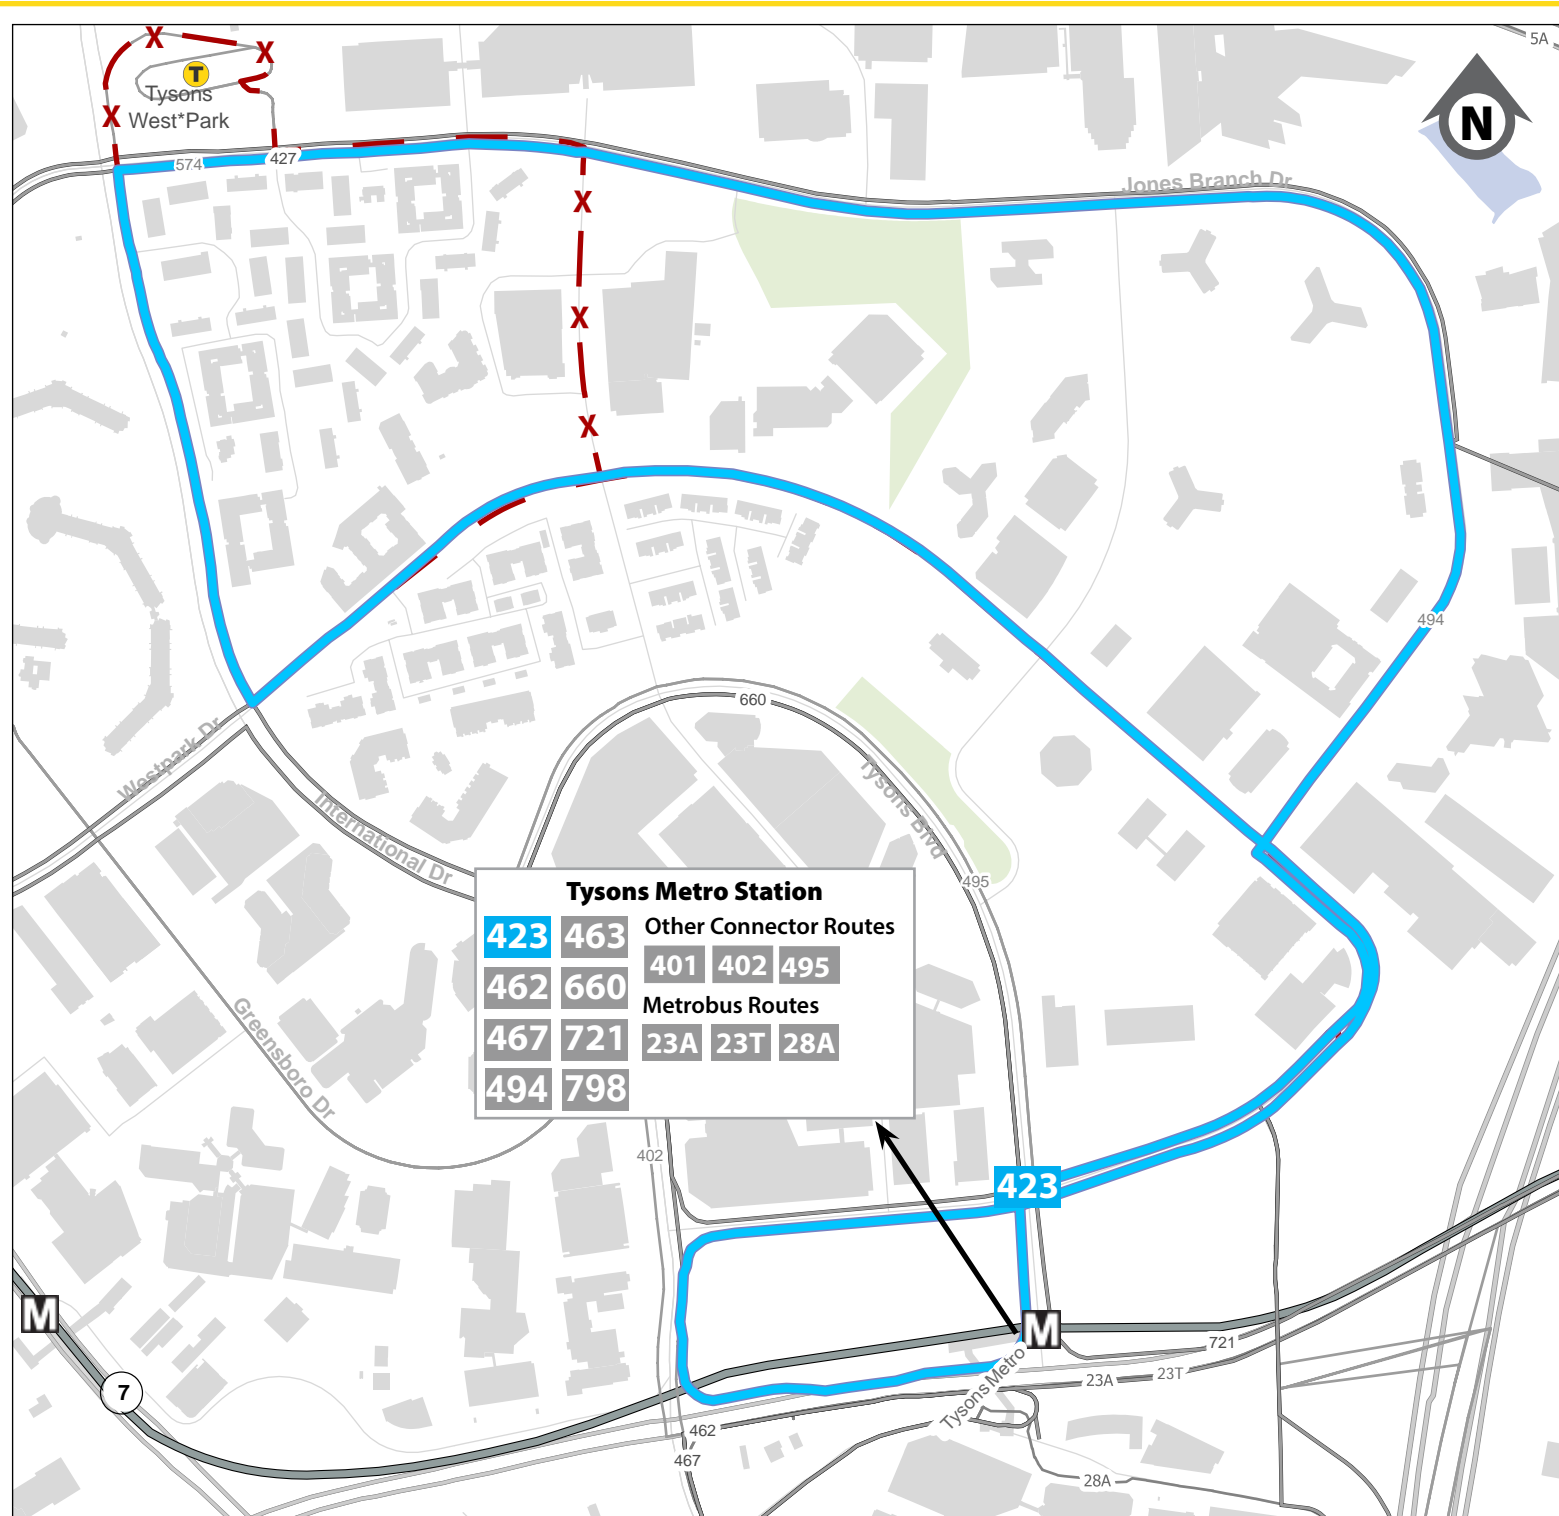 5A
X
X
T
Tysons
West*Park
X
N
574
427
Jones Branch Dr
X
X
X
494
660
Westpark Dr
International Dr
Tysons Blvd
495
Tysons Metro Station
423 463
462 660
467 721
494 798
Other Connector Routes
401 402 495
Metrobus Routes
23A 23T 28A
Greensboro Dr
402
423
M
M
7
721
23T
23A
Tysons Metro
462
467
28A